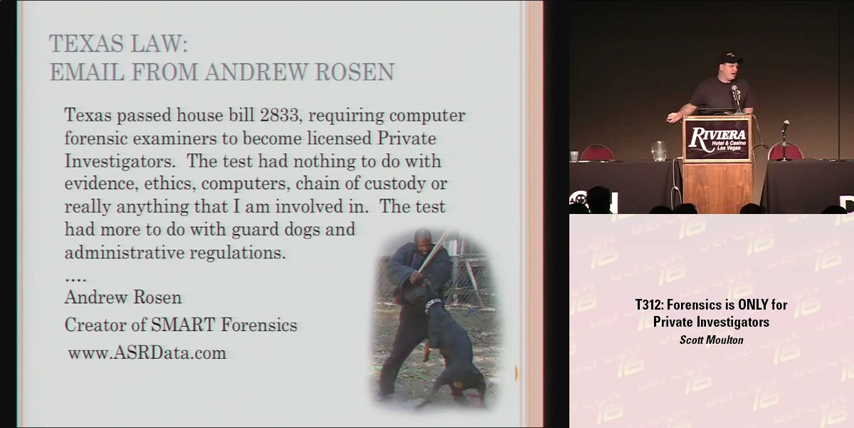 TEXAS LAW:
EMAIL FROM ANDREW ROSEN
Texas passed house bill 2833, requiring computer
forensic examiners to become licensed Private
Investigators. The test had nothing to do with
evidence, ethics, computers, chain of custody or
really anything that I am involved in. The test
had more to do with guard dogs and
administrative regulations.
....
Andrew Rosen
Creator of SMART Forensics
www.ASRData.com
RIVIERA
Hotel & Casino
Las Vegas
T312: Forensics is ONLY for
Private Investigators
Scott Moulton